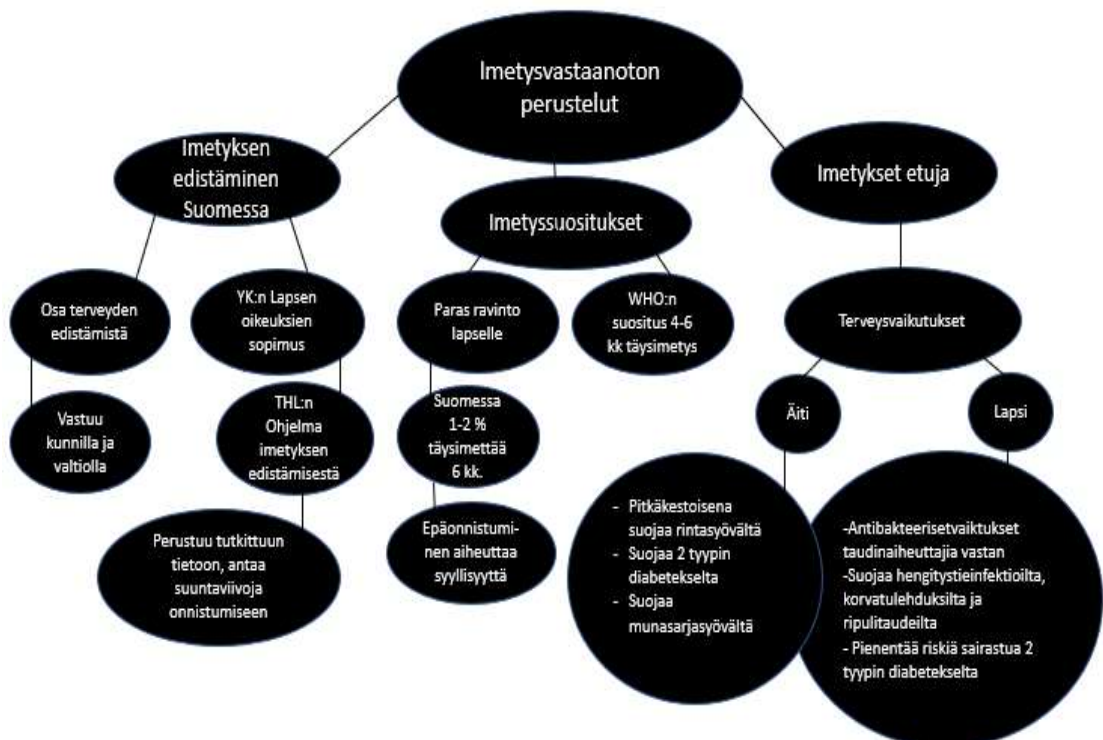 Imetysvastaanoton
perustelut
Imetyksen
edistäminen
Suomessa
Imetyssuositukset
Imetykset etuja
Osa terveyden
edistämistä
YK:n Lapsen
oikeuksien
sopimus
Paras ravinto
lapselle
WHO:n
suositus 4-6
kk täysimetys
Terveysvaikutukset
Vastuu
kunnilla ja
valtiolla
THL:n
Ohjelma
imetyksen
edistämisestä
Suomessa
1-2 %
täysimettää
6 kk.
Äiti
Lapsi
Perustuu tutkittuun
tietoon, antaa
suuntaviivoja
onnistumiseen
Epäonnistumi-
nen aiheuttaa
syyllisyyttä
- Pitkäkestoisena
suojaa rintasyövältä
- Suojaa 2 tyypin
diabetekselta
- Suojaa
munasarjasyövältä
-Antibakteerisetvaiktukset
taudinaiheuttajia vastan
-Suojaa hengitystieinfektioilta,
korvatulehduksilta ja
ripulitaudeilta
- Pienentää riskiä sairastua 2
tyypin diabetekselta